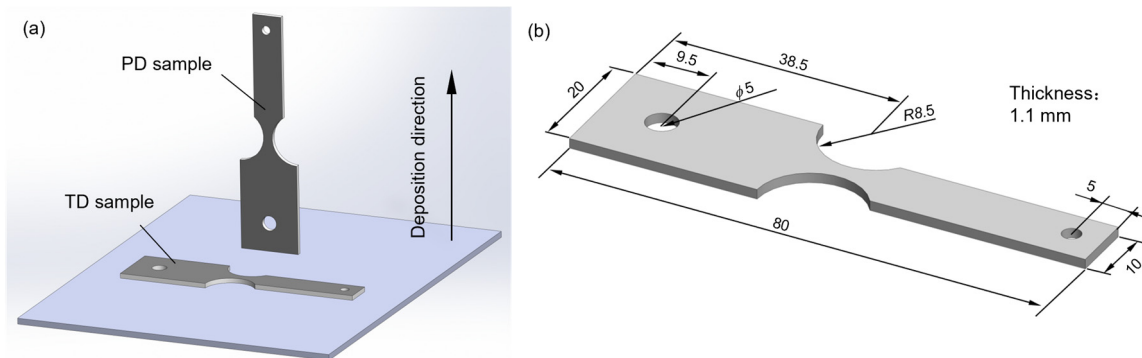 (a)
PD sample
TD sample
Deposition direction
(b)
38.5
9.5
20
ϕ5
R8.5
Thickness:
1.1 mm
80
5
10